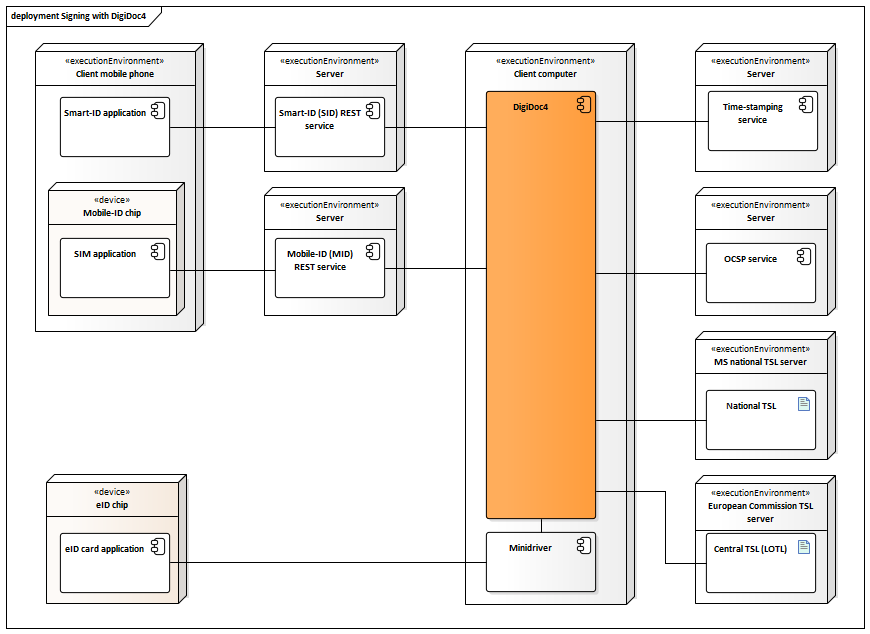 deployment Signing with DigiDoc4
«executionEnvironment»
Client mobile phone
Smart-ID application
«device»
Mobile-ID chip
SIM application
«executionEnvironment»
Server
Smart-ID (SID) REST
service
«executionEnvironment»
Server
Mobile-ID (MID)
REST service
«device»
eID chip
eID card application
«executionEnvironment»
Client computer
DigiDoc4
Minidriver
«executionEnvironment»
Server
Time-stamping
service
«executionEnvironment»
Server
OCSP service
«executionEnvironment»
MS national TSL server
National TSL
«executionEnvironment»
European Commission TSL
server
Central TSL (LOTL)